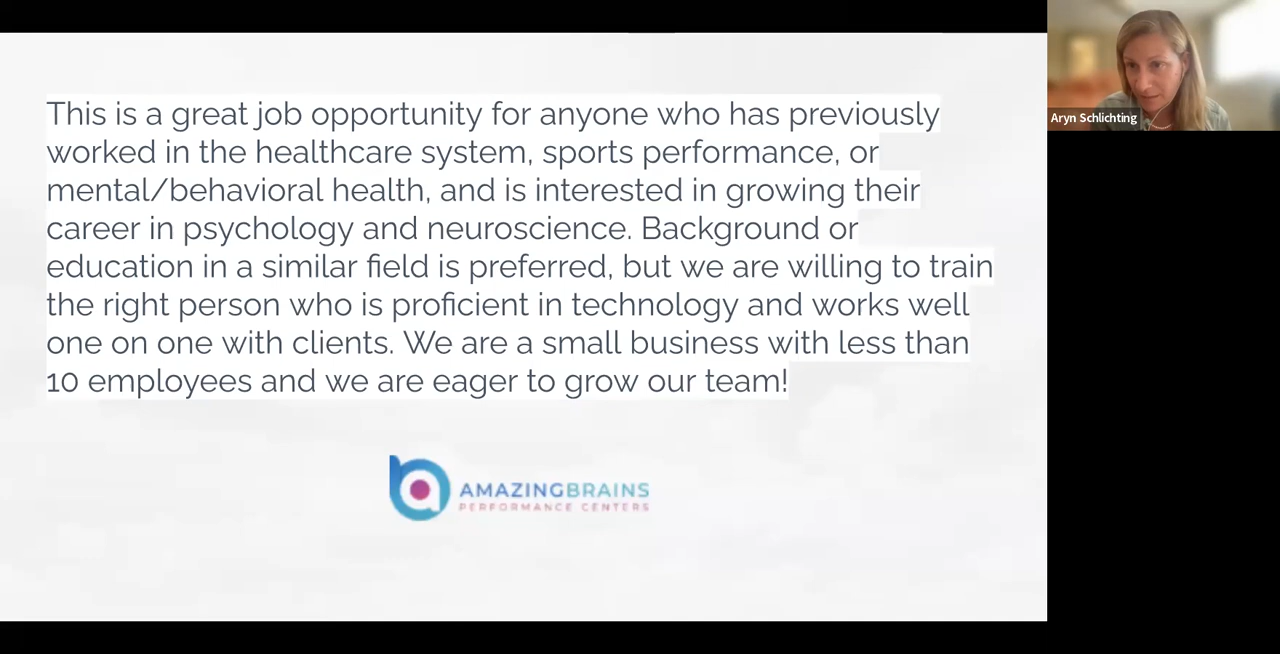 This is a great job opportunity for anyone who has previously
worked in the healthcare system, sports performance, or
mental/behavioral health, and is interested in growing their
career in psychology and neuroscience. Background or
education in a similar field is preferred, but we are willing to train
the right person who is proficient in technology and works well
one on one with clients. We are a small business with less than
10 employees and we are eager to grow our team!
AMAZINGBRAINS
PERFORMANCE CENTERS
Aryn Schlichting